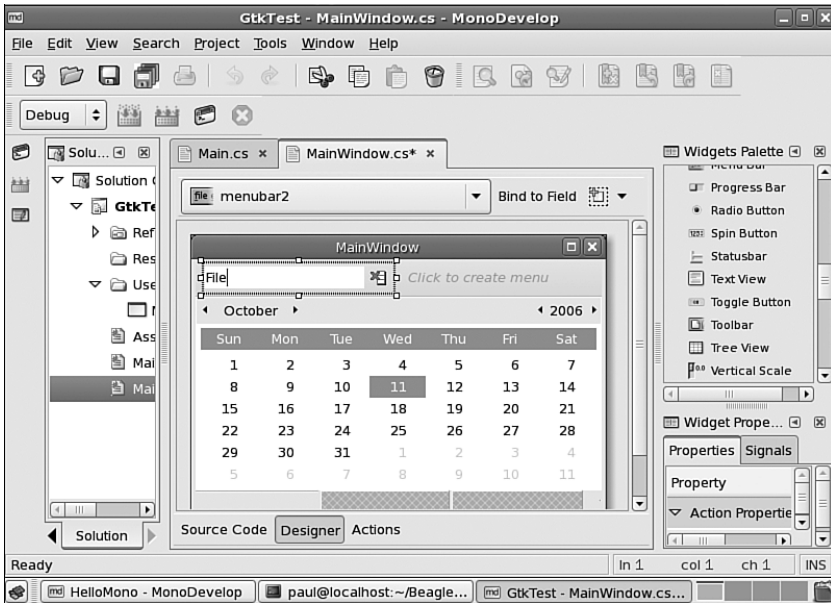 GtkTest - MainWindow.cs - MonoDevelop
File Edit View Search Project Tools Window Help
Debug
Solu...
Main.cs
MainWindow.cs*
Widgets Palette
Solution
GtkTe
Ref
Res
Use
Ass
Mai
Mai
file menubar2
Bind to Field
MainWindow
File
Click to create menu
October
2006
Sun Mon Tue Wed Thu Fri Sat
1 2 3 4 5 6 7
8 9 10 11 12 13 14
15 16 17 18 19 20 21
22 23 24 25 26 27 28
29 30 31 1 2 3 4
5 6 7 8 9 10 11
Menu Bar
Progress Bar
Radio Button
Spin Button
Statusbar
Text View
Toggle Button
Toolbar
Tree View
Vertical Scale
Widget Prope...
Properties Signals
Property
Action Propertie
Solution
Source Code Designer Actions
Ready
ln 1 col 1 ch 1 INS
HelloMono - MonoDevelop
paul@localhost:~/Beagle...
GtkTest - MainWindow.cs...